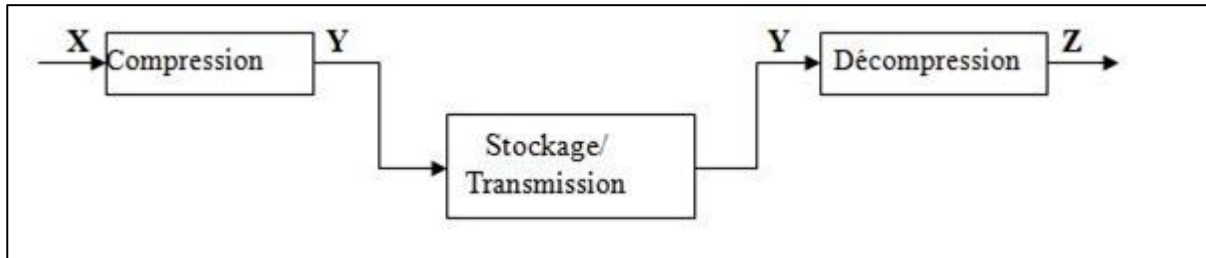 X
Compression
Y
Stockage/
Transmission
Y
Décompression
Z